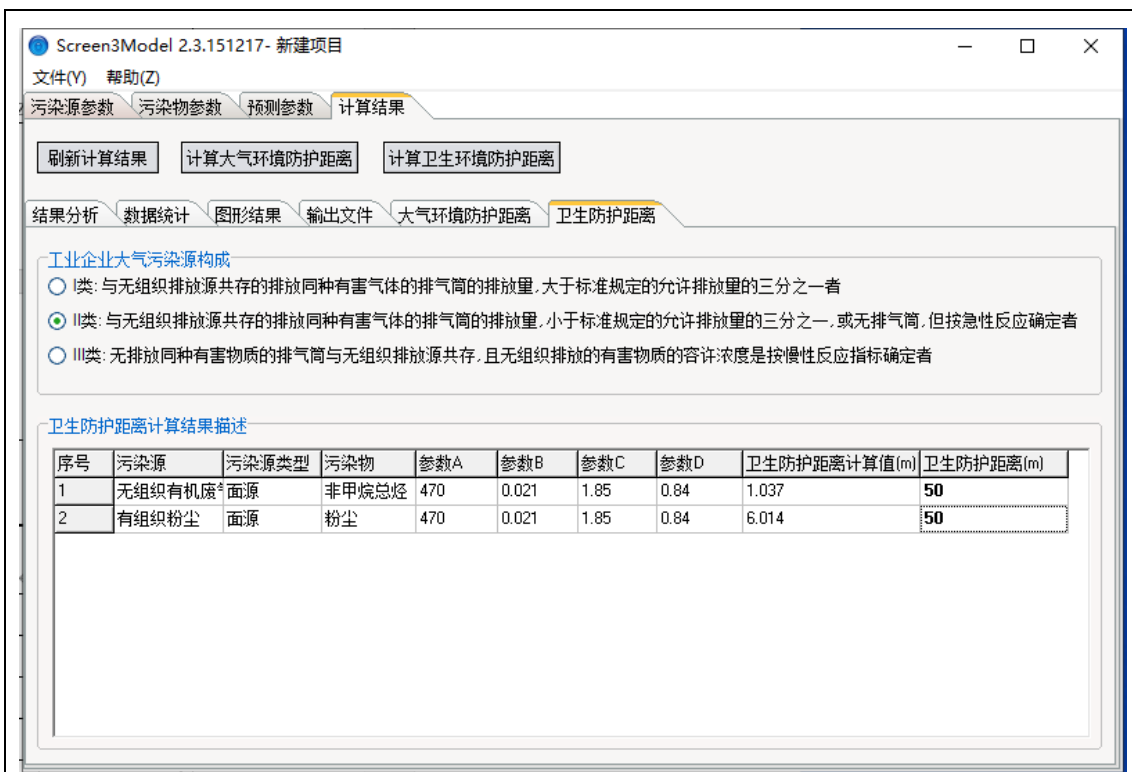 Screen3Model 2.3.151217- 新建项目
文件(Y) 帮助(Z)
污染源参数 污染物参数 预测参数 计算结果
刷新计算结果 计算大气环境防护距离 计算卫生环境防护距离
结果分析 数据统计 图形结果 输出文件 大气环境防护距离 卫生防护距离
工业企业大气污染源构成
I类: 与无组织排放源共存的排放同种有害气体的排气筒的排放量,大于标准规定的允许排放量的三分之一者
II类: 与无组织排放源共存的排放同种有害气体的排气筒的排放量,小于标准规定的允许排放量的三分之一,或无排气筒,但按急性反应确定者
III类: 无排放同种有害物质的排气筒与无组织排放源共存,且无组织排放的有害物质的容许浓度是按慢性反应指标确定者
卫生防护距离计算结果描述
序号 污染源 污染源类型 污染物 参数A 参数B 参数C 参数D 卫生防护距离计算值(m) 卫生防护距离(m)
1 无组织有机废 面源 非甲烷总烃 470 0.021 1.85 0.84 1.037 50
2 有组织粉尘 面源 粉尘 470 0.021 1.85 0.84 6.014 50